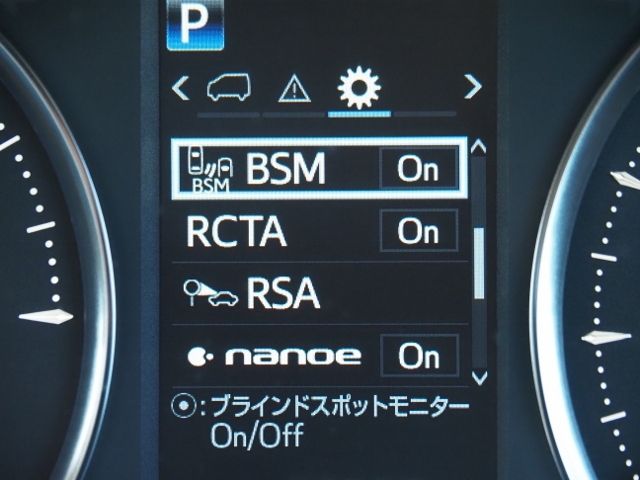 P
BSM BSM On
RCTA On
RSA
nanoe On
⦿:ブラインドスポットモニター
On/Off